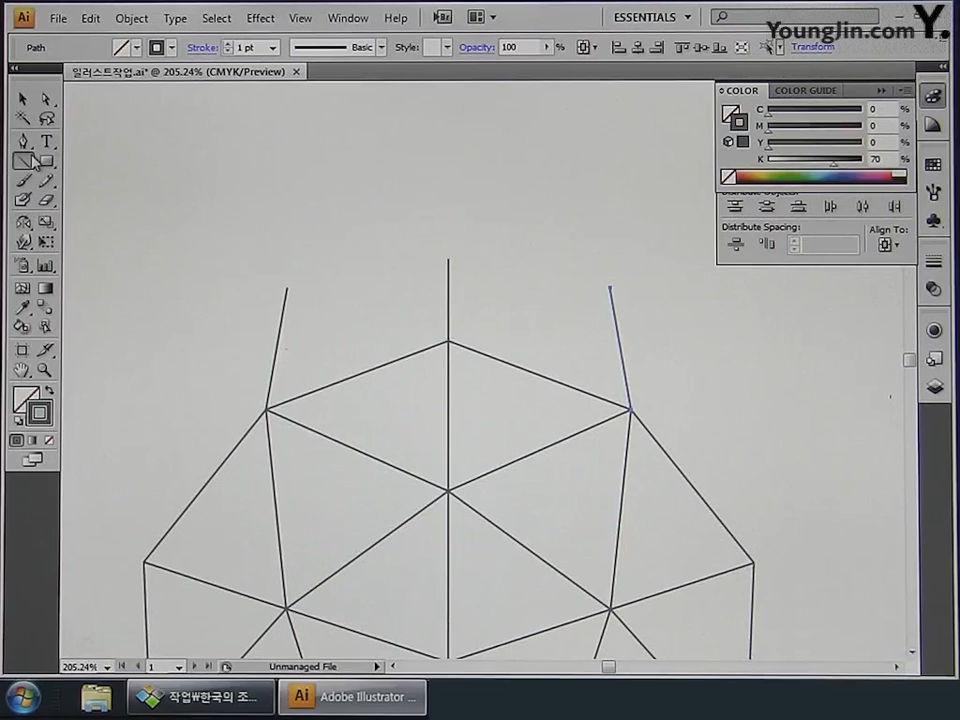 Ai File Edit Object Type Select Effect View Window Help Br ESSENTIALS
Y.
YoungJin.com
Path Stroke: 1 pt Basic Style: Opacity: 100 % Transform
일러스트작업.ai* @ 205.24% (CMYK/Preview)
COLOR COLOR GUIDE
C 0 %
M 0 %
Y 0 %
K 70 %
Distribute Spacing: Align To:
205.24% 1 Unmanaged File
작업\한국의 조...
Ai Adobe Illustrator ...